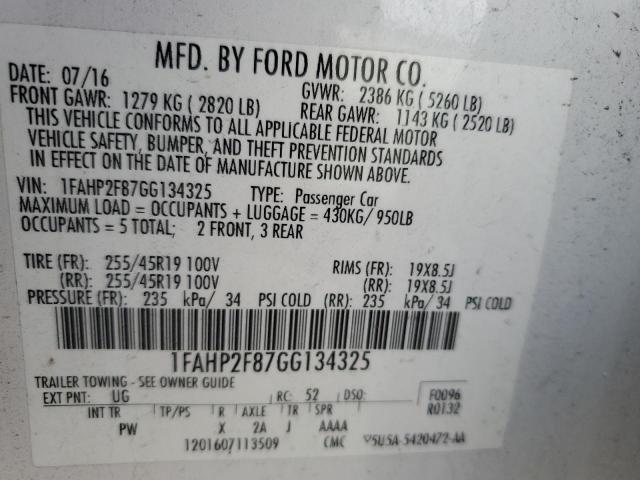 MFD. BY FORD MOTOR CO.
DATE: 07/16 GVWR: 2386 KG ( 5260 LB)
FRONT GAWR: 1279 KG ( 2820 LB) REAR GAWR: 1143 KG ( 2520 LB)
THIS VEHICLE CONFORMS TO ALL APPLICABLE FEDERAL MOTOR
VEHICLE SAFETY, BUMPER, AND THEFT PREVENTION STANDARDS
IN EFFECT ON THE DATE OF MANUFACTURE SHOWN ABOVE.
VIN: 1FAHP2F87GG134325 TYPE: Passenger Car
MAXIMUM LOAD = OCCUPANTS + LUGGAGE = 430KG/ 950LB
OCCUPANTS = 5 TOTAL; 2 FRONT, 3 REAR
TIRE (FR): 255/45R19 100V RIMS (FR): 19X8.5J
(RR): 255/45R19 100V (RR): 19X8.5J
PRESSURE (FR): 235 kPa/ 34 PSI COLD (RR): 235 kPa/ 34 PSI COLD
1FAHP2F87GG134325
TRAILER TOWING - SEE OWNER GUIDE
EXT PNT: UG RC: 52 DSO: F0096
INT TR TP/PS R AXLE TR SPR R0132
PW X 2A J AAAA
1201607113509 CMC ▽5U5A-5420472-AA